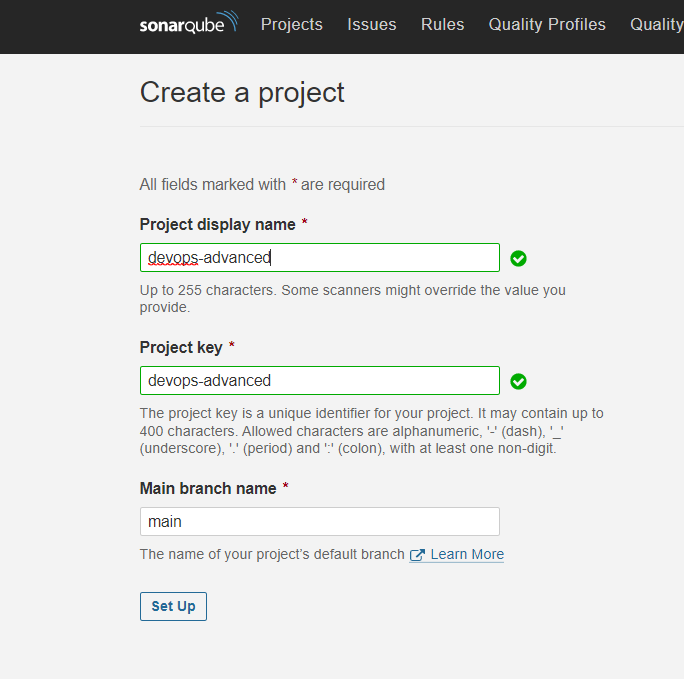 sonarqube Projects Issues Rules Quality Profiles Quality
Create a project
All fields marked with * are required
Project display name *
devops-advanced
Up to 255 characters. Some scanners might override the value you
provide.
Project key *
devops-advanced
The project key is a unique identifier for your project. It may contain up to
400 characters. Allowed characters are alphanumeric, '-' (dash), '_'
(underscore), '.' (period) and ':' (colon), with at least one non-digit.
Main branch name *
main
The name of your project's default branch Learn More
Set Up